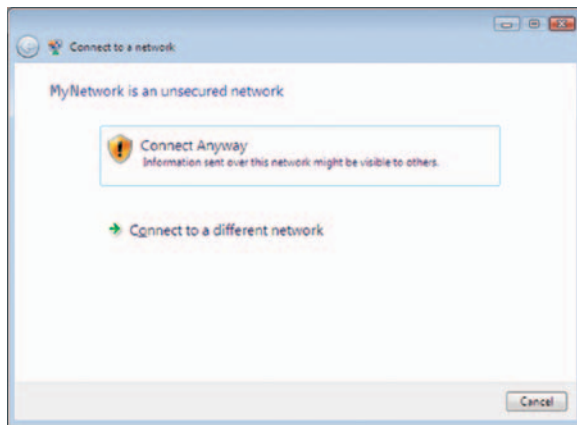 Connect to a network
MyNetwork is an unsecured network
Connect Anyway
Information sent over this network might be visible to others.
Connect to a different network
Cancel